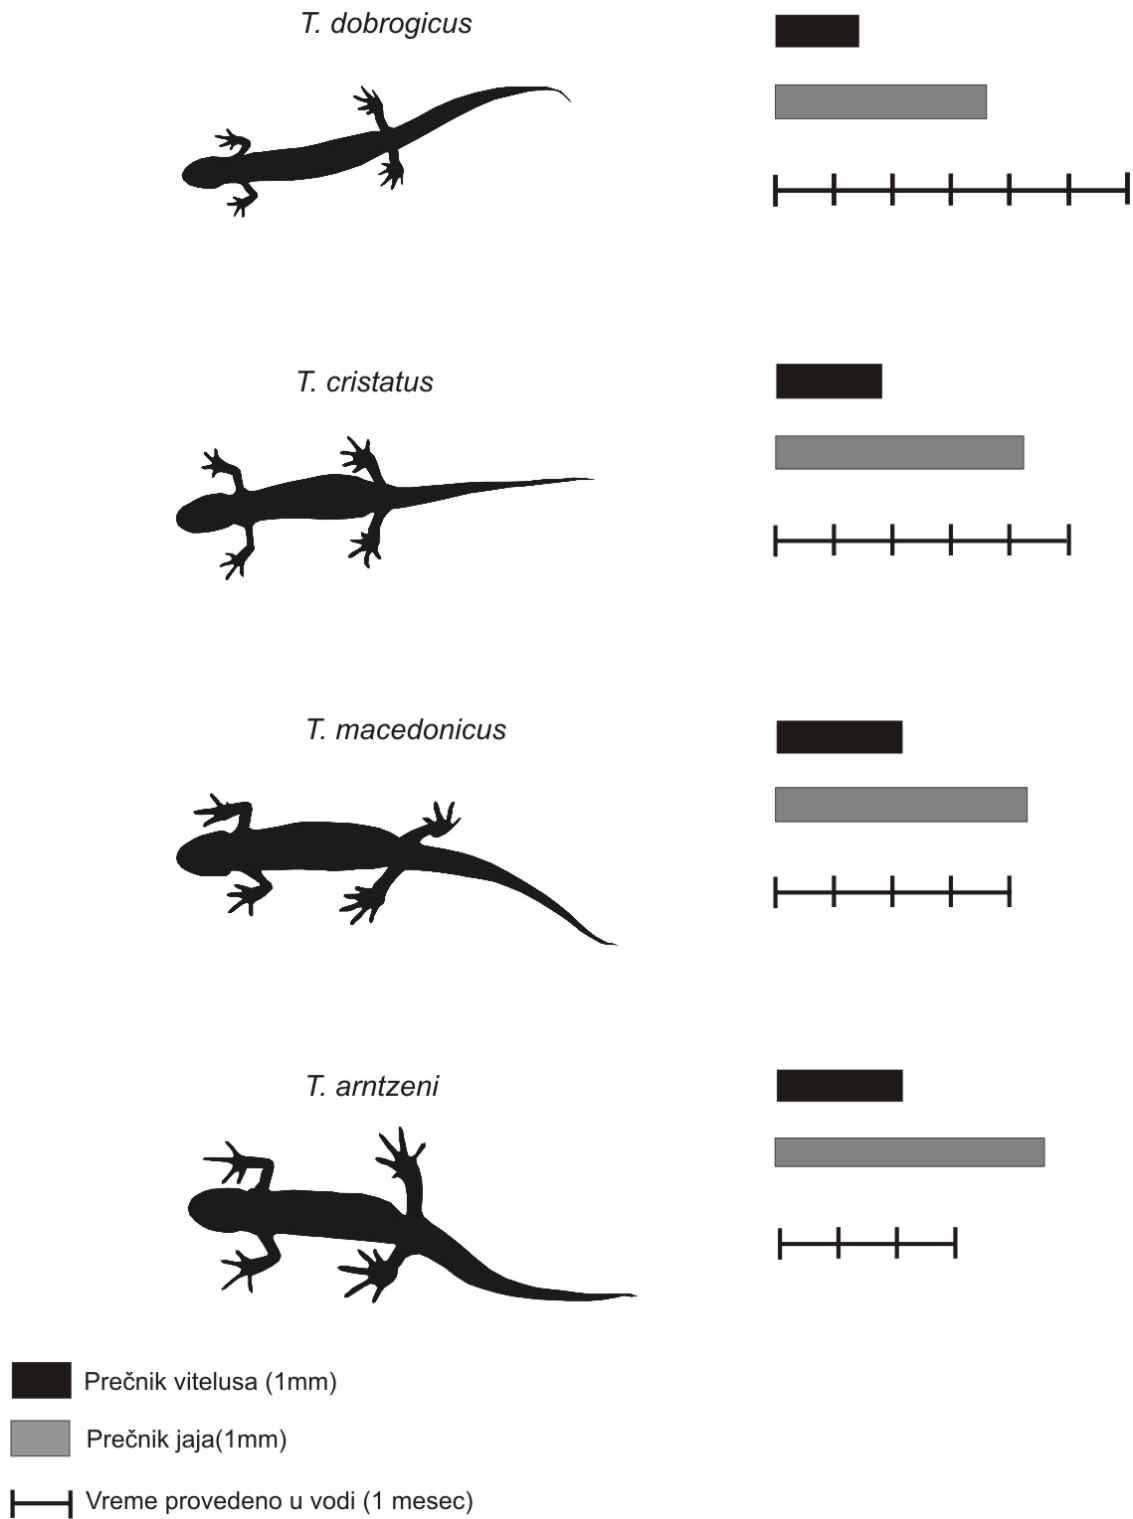 T. dobrogicus
T. cristatus
T. macedonicus
T. arntzeni
Prečnik vitelusa (1mm)
Prečnik jaja(1mm)
Vreme provedeno u vodi (1 mesec)